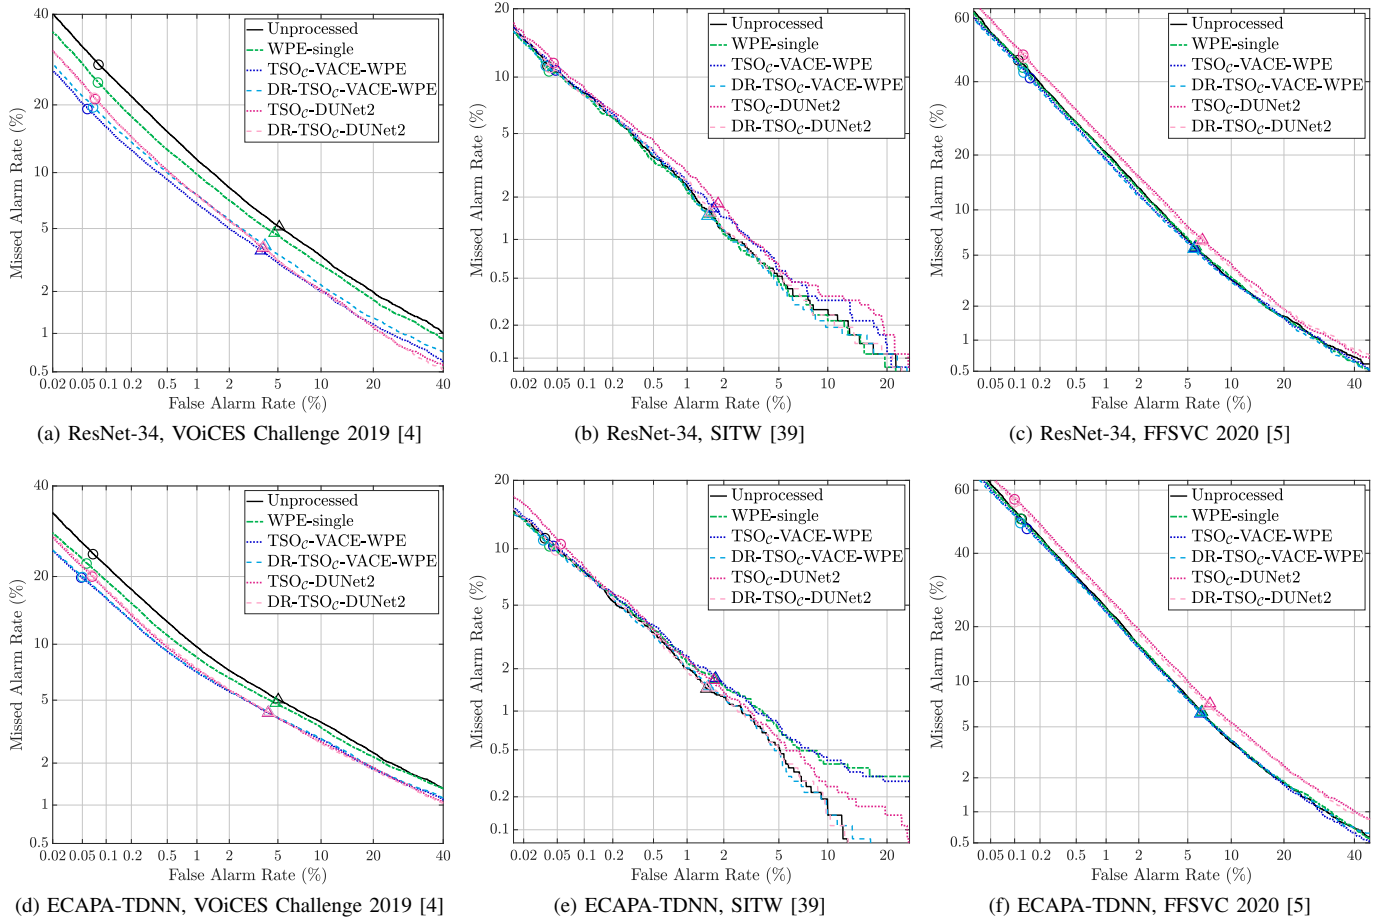 Missed Alarm Rate (%)
40
20
10
5
2
1
0.5
0.02 0.05 0.1 0.2 0.5 1 2 5 10 20 40
False Alarm Rate (%)
Unprocessed
WPE-single
TSO_C-VACE-WPE
DR-TSO_C-VACE-WPE
TSO_C-DUNet2
DR-TSO_C-DUNet2
(a) ResNet-34, VOiCES Challenge 2019 [4]
Missed Alarm Rate (%)
20
10
5
2
1
0.5
0.2
0.1
0.02 0.05 0.1 0.2 0.5 1 2 5 10 20
False Alarm Rate (%)
Unprocessed
WPE-single
TSO_C-VACE-WPE
DR-TSO_C-VACE-WPE
TSO_C-DUNet2
DR-TSO_C-DUNet2
(b) ResNet-34, SITW [39]
Missed Alarm Rate (%)
60
40
20
10
5
2
1
0.5
0.05 0.1 0.2 0.5 1 2 5 10 20 40
False Alarm Rate (%)
Unprocessed
WPE-single
TSO_C-VACE-WPE
DR-TSO_C-VACE-WPE
TSO_C-DUNet2
DR-TSO_C-DUNet2
(c) ResNet-34, FFSVC 2020 [5]
Missed Alarm Rate (%)
40
20
10
5
2
1
0.5
0.02 0.05 0.1 0.2 0.5 1 2 5 10 20 40
False Alarm Rate (%)
Unprocessed
WPE-single
TSO_C-VACE-WPE
DR-TSO_C-VACE-WPE
TSO_C-DUNet2
DR-TSO_C-DUNet2
(d) ECAPA-TDNN, VOiCES Challenge 2019 [4]
Missed Alarm Rate (%)
20
10
5
2
1
0.5
0.2
0.1
0.02 0.05 0.1 0.2 0.5 1 2 5 10 20
False Alarm Rate (%)
Unprocessed
WPE-single
TSO_C-VACE-WPE
DR-TSO_C-VACE-WPE
TSO_C-DUNet2
DR-TSO_C-DUNet2
(e) ECAPA-TDNN, SITW [39]
Missed Alarm Rate (%)
60
40
20
10
5
2
1
0.5
0.05 0.1 0.2 0.5 1 2 5 10 20 40
False Alarm Rate (%)
Unprocessed
WPE-single
TSO_C-VACE-WPE
DR-TSO_C-VACE-WPE
TSO_C-DUNet2
DR-TSO_C-DUNet2
(f) ECAPA-TDNN, FFSVC 2020 [5]